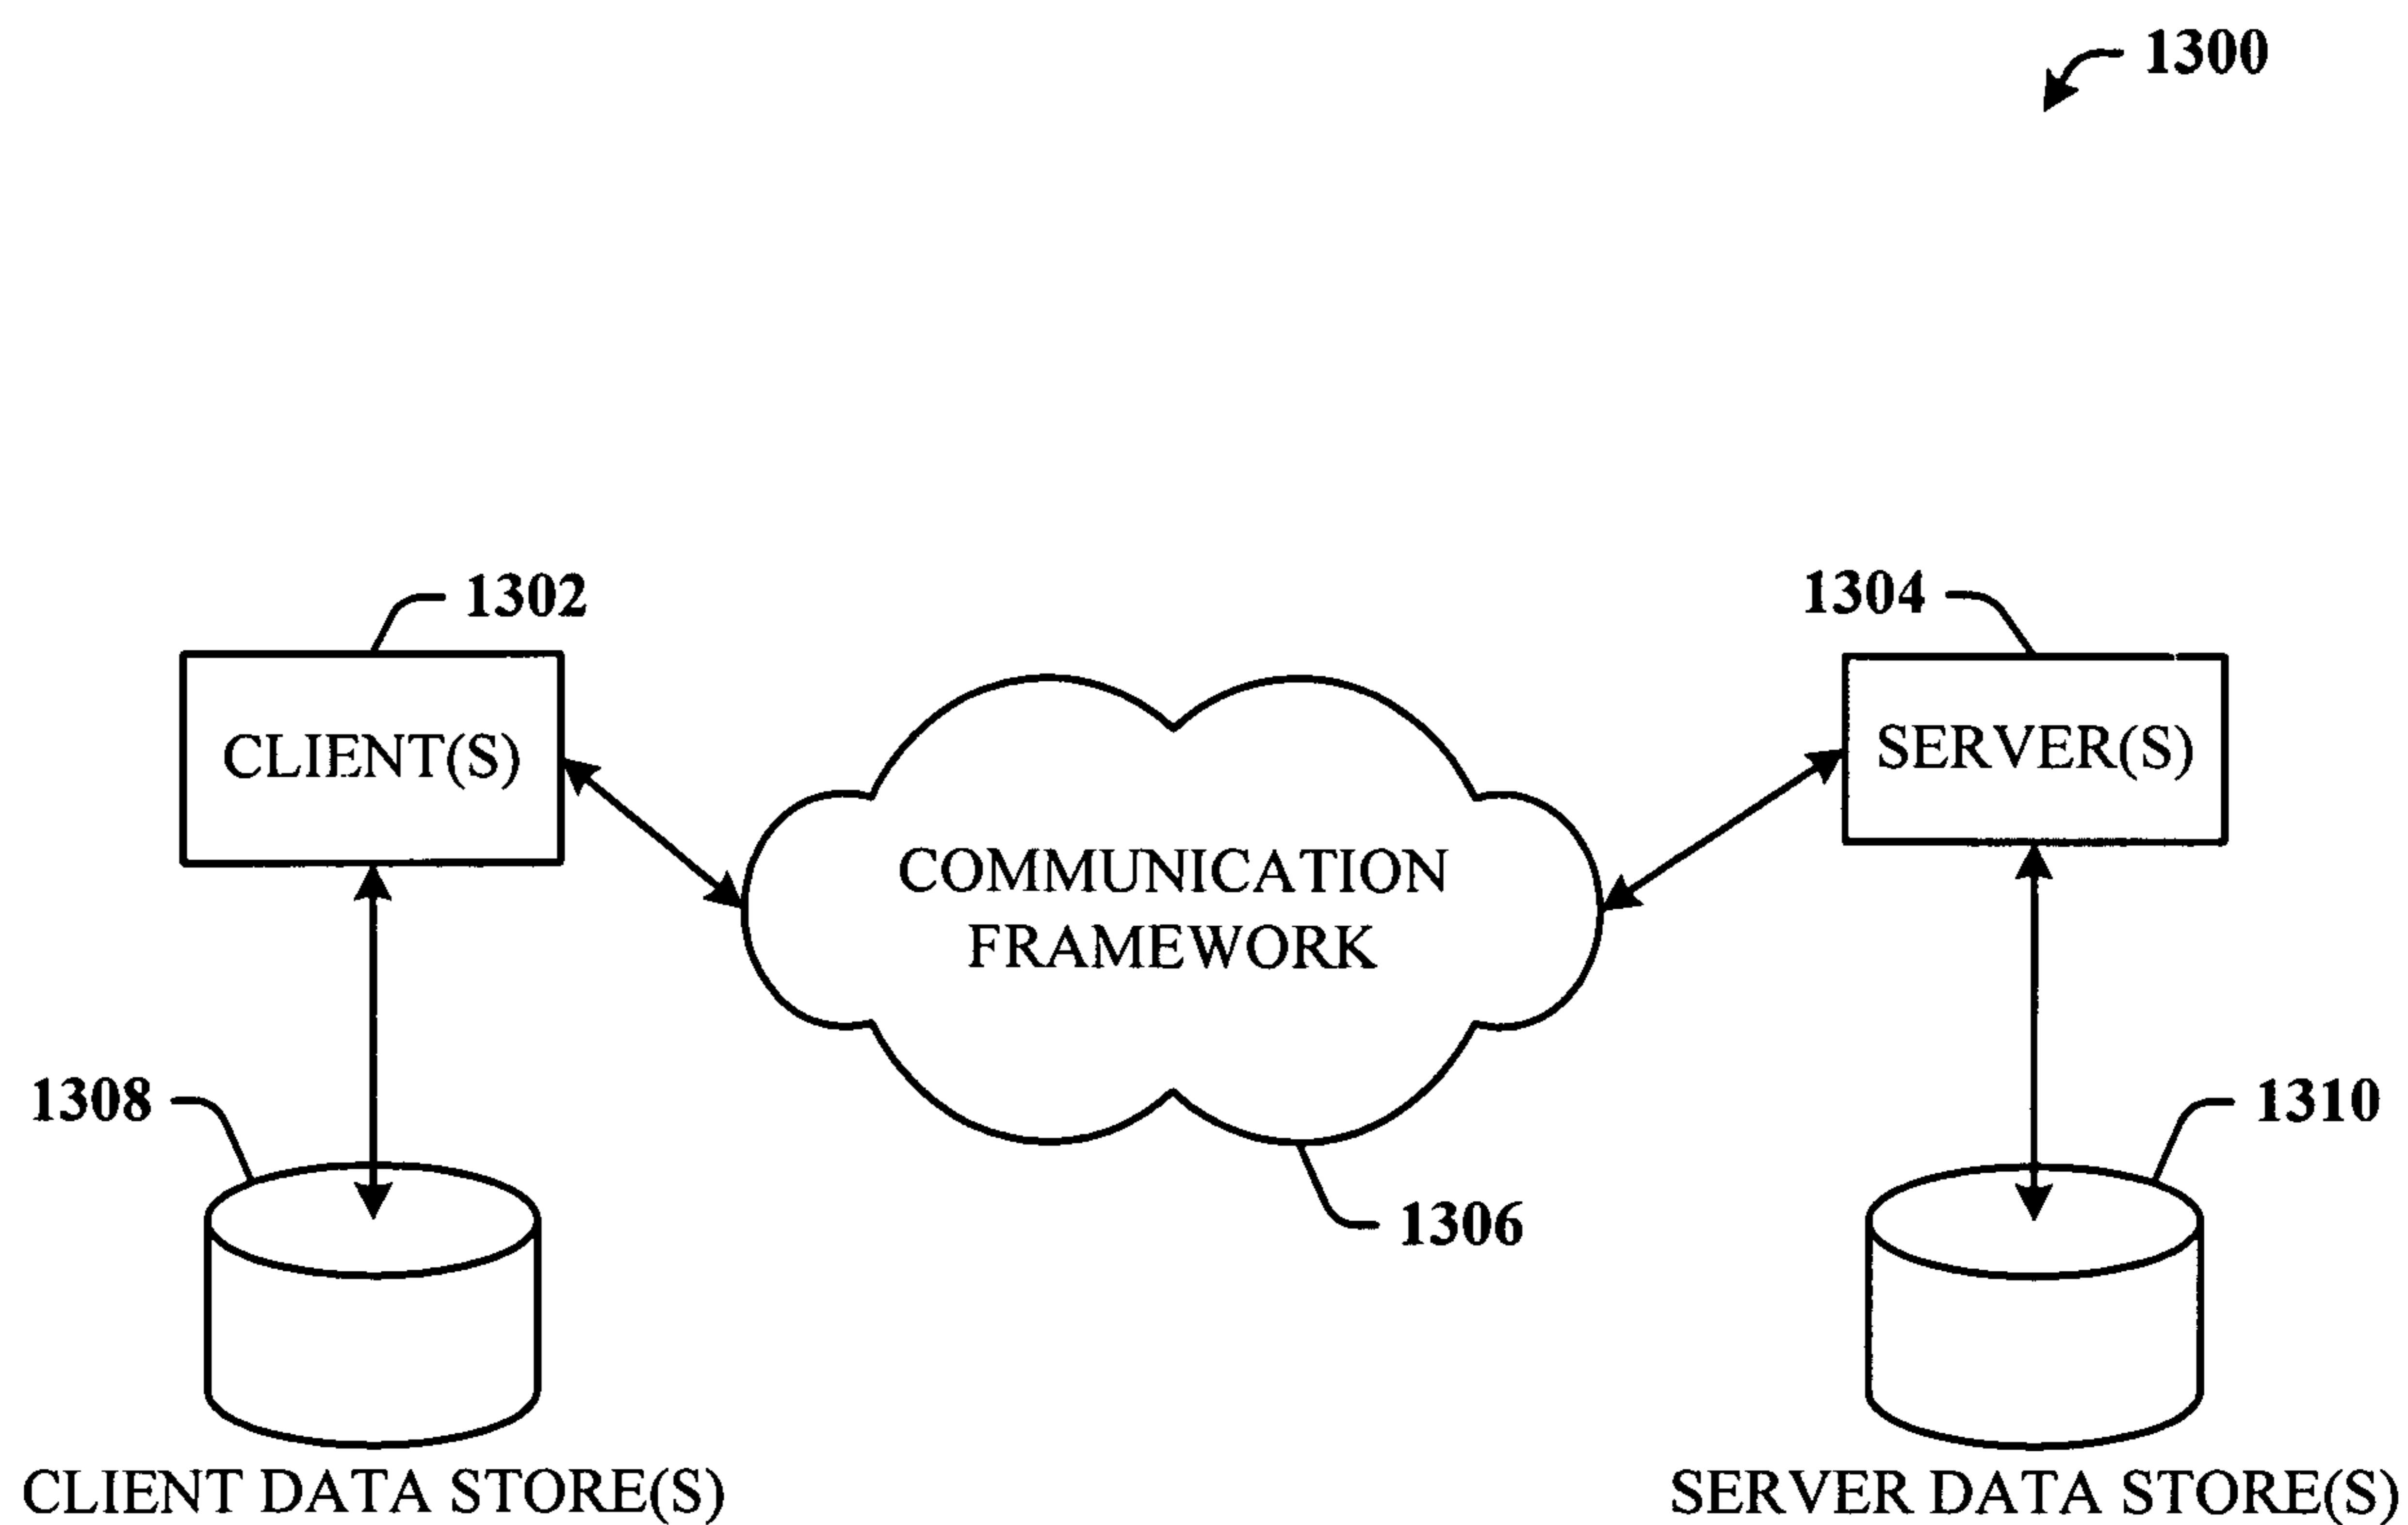 1300
1302
1304
CLIENT(S)
SERVER(S)
COMMUNICATION
FRAMEWORK
1308
1310
1306
CLIENT DATA STORE(S)
SERVER DATA STORE(S)